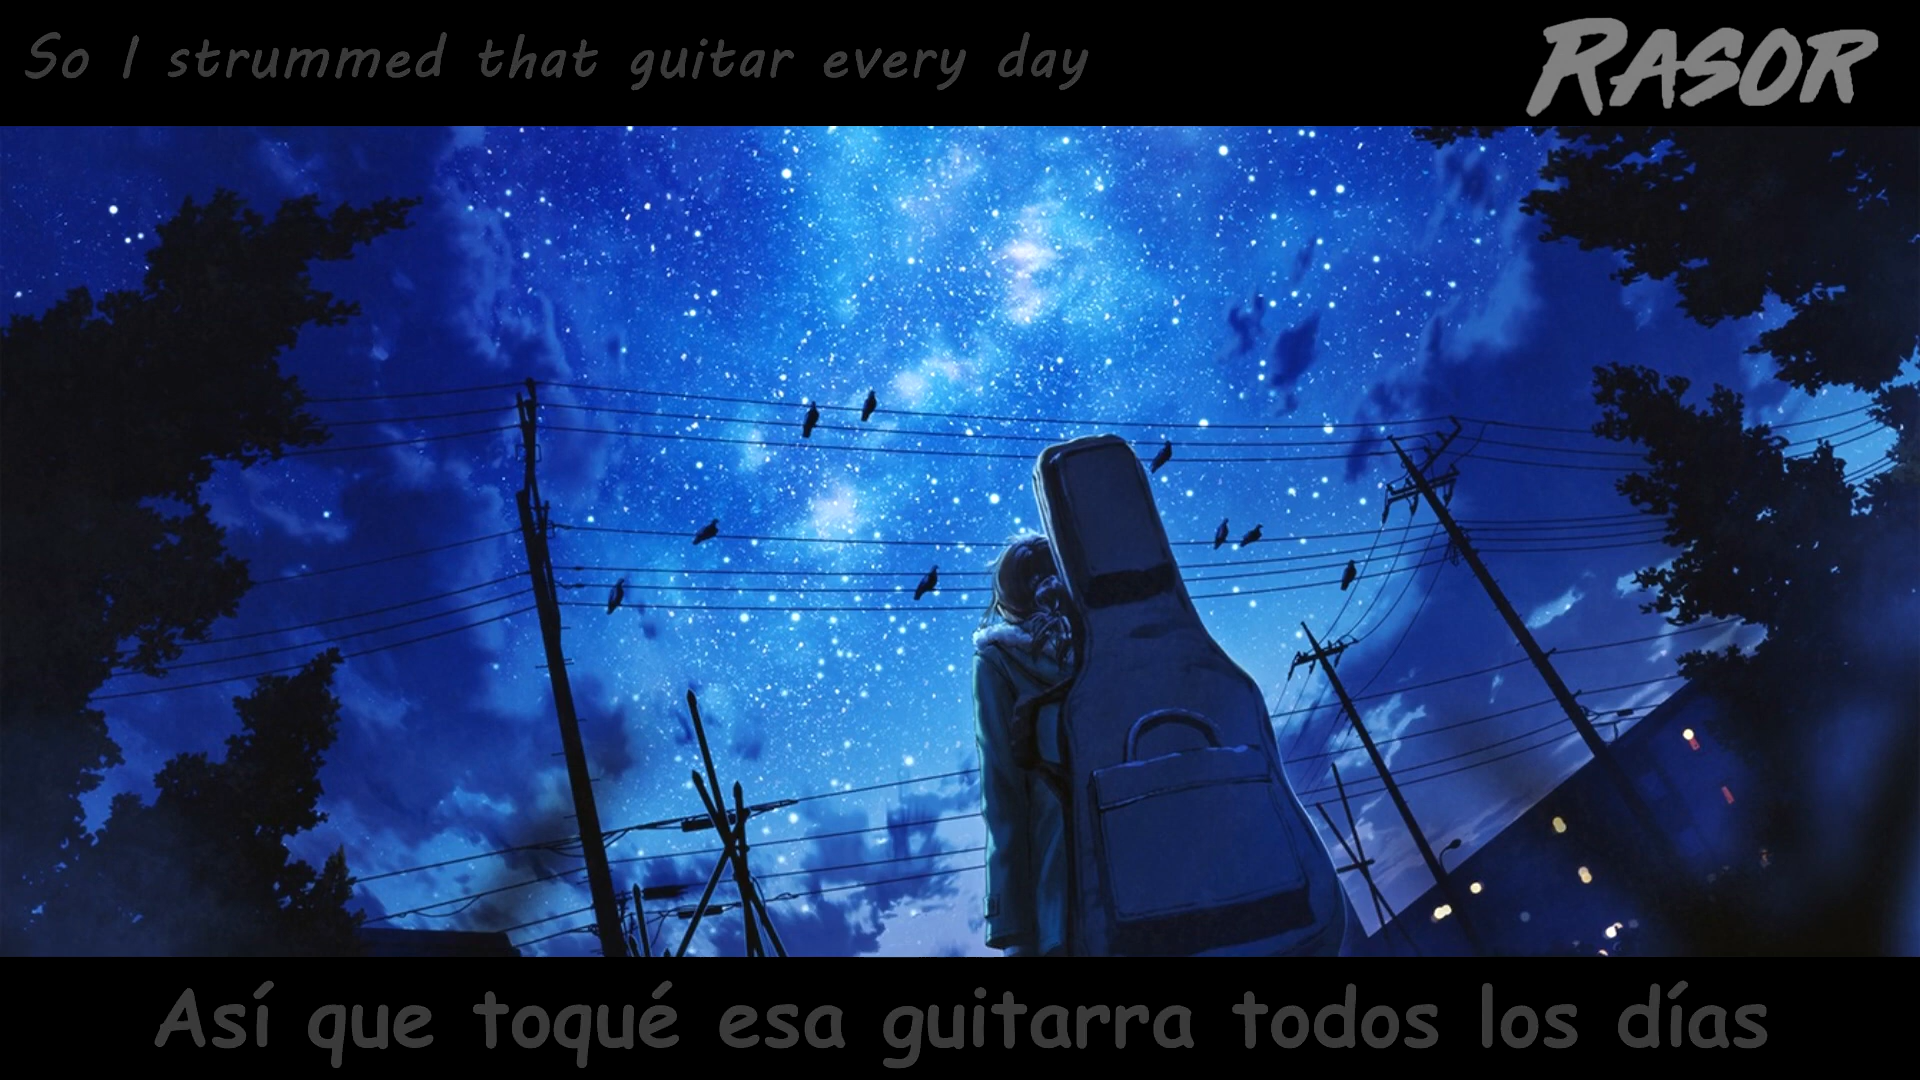 So I strummed that guitar every day
RASOR
Así que toqué esa guitarra todos los días